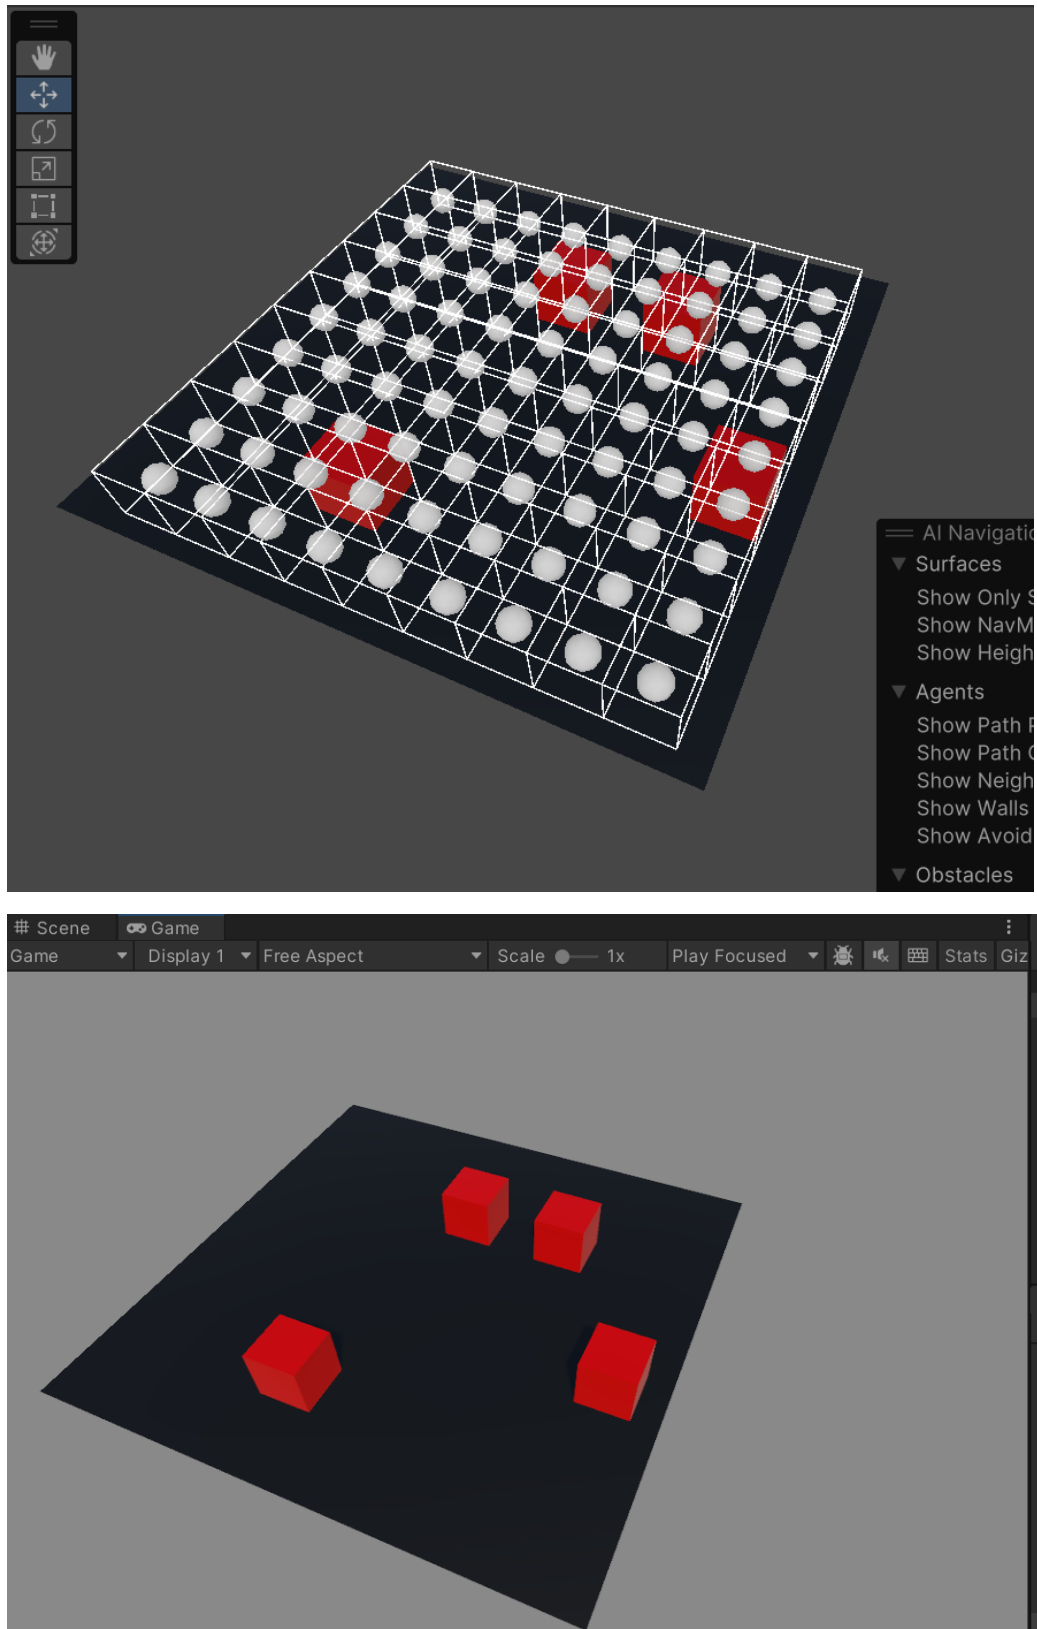 AI Navigatio
Surfaces
Show Only S
Show NavM
Show Heigh
Agents
Show Path P
Show Path C
Show Neigh
Show Walls
Show Avoid
Obstacles
Scene Game
Game Display 1 Free Aspect Scale 1x Play Focused Stats Giz